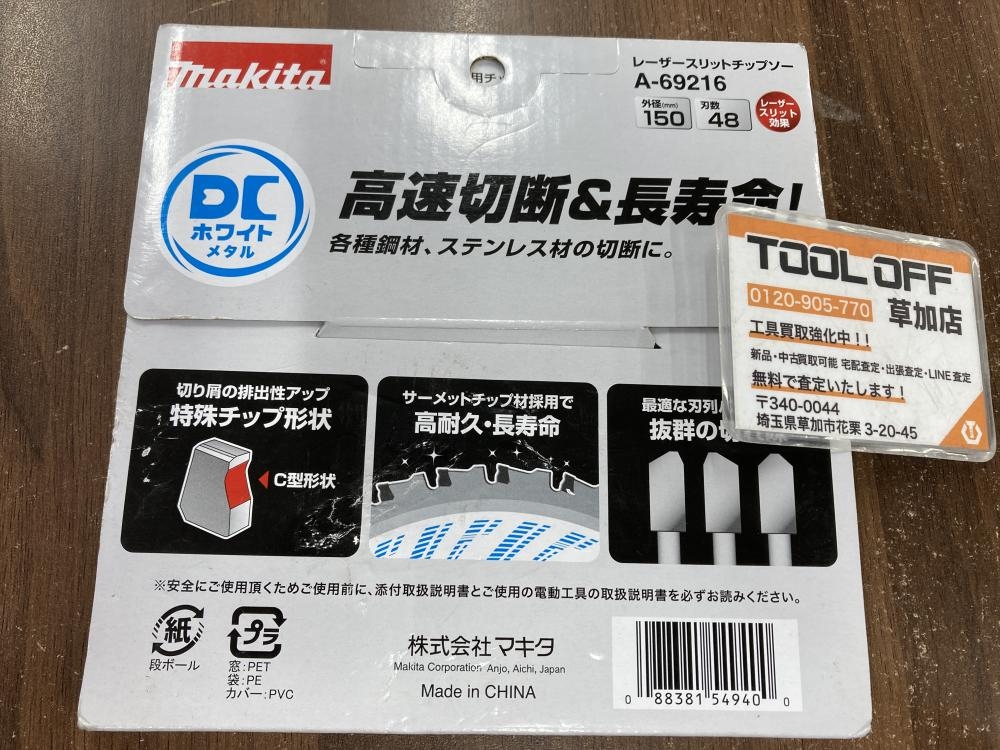 makita
用チ
レーザースリットチップソー
A-69216
外径(mm)
150
刃数
48
レーザー
スリット
効果
DC
ホワイト
メタル
高速切断&長寿命!
各種鋼材、ステンレス材の切断に。
TOOL OFF
0120-905-770
草加店
工具買取強化中!!
新品・中古買取可能 宅配査定・出張査定・LINE査定
無料で査定いたします!
〒340-0044
埼玉県草加市花栗 3-20-45
切り屑の排出性アップ
特殊チップ形状
C型形状
サーメットチップ材採用で
高耐久・長寿命
最適な刃列
抜群の切
※安全にご使用頂くためご使用前に、添付取扱説明書とご使用の電動工具の取扱説明書を必ずお読みください。
紙
段ボール
プラ
窓:PET
袋:PE
カバー:PVC
株式会社 マキタ
Makita Corporation Anjo, Aichi, Japan
Made in CHINA
0 88381 54940 0